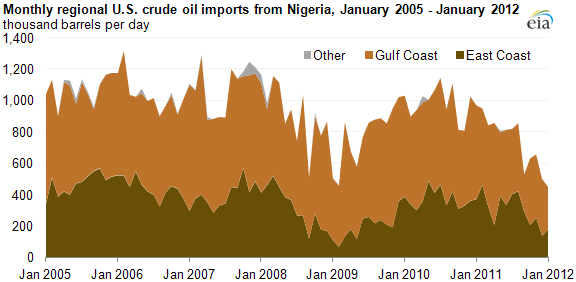 Monthly regional U.S. crude oil imports from Nigeria, January 2005 - January 2012
thousand barrels per day
eia
1,400
Other Gulf Coast East Coast
1,200
1,000
800
600
400
200
0
Jan 2005 Jan 2006 Jan 2007 Jan 2008 Jan 2009 Jan 2010 Jan 2011 Jan 2012